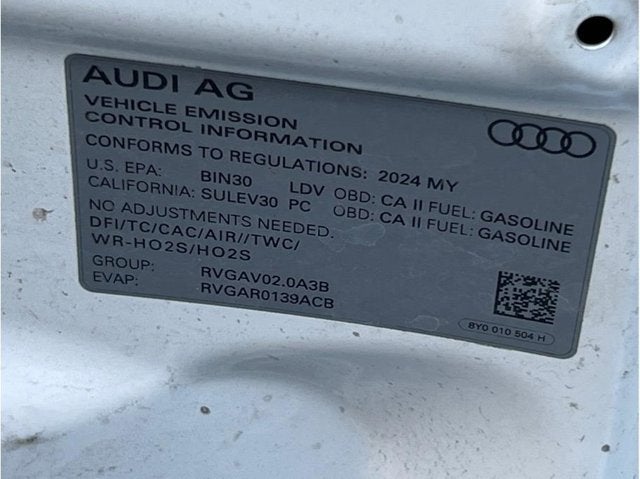 AUDI AG
VEHICLE EMISSION
CONTROL INFORMATION
CONFORMS TO REGULATIONS: 2024 MY
U.S. EPA: BIN30 LDV OBD: CA II FUEL: GASOLINE
CALIFORNIA: SULEV30 PC OBD: CA II FUEL: GASOLINE
NO ADJUSTMENTS NEEDED.
DFI/TC/CAC/AIR//TWC/
WR-HO2S/HO2S
GROUP: RVGAV02.0A3B
EVAP: RVGAR0139ACB
8Y0 010 504 H